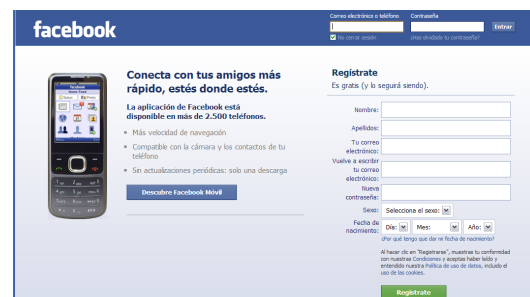 facebook
Correo electrónico o teléfono
Contraseña
Entrar
No cerrar sesión
¿Has olvidado tu contraseña?
Conecta con tus amigos más
rápido, estés donde estés.
La aplicación de Facebook está
disponible en más de 2.500 teléfonos.
Más velocidad de navegación
Compatible con la cámara y los contactos de tu
teléfono
Sin actualizaciones periódicas: solo una descarga
Descubre Facebook Móvil
Regístrate
Es gratis (y lo seguirá siendo).
Nombre:
Apellidos:
Tu correo
electrónico:
Vuelve a escribir
tu correo
electrónico:
Nueva
contraseña:
Sexo: Selecciona el sexo:
Fecha de
nacimiento:
Día: Mes: Año:
¿Por qué tengo que dar mi fecha de nacimiento?
Al hacer clic en "Registrarse", muestras tu conformidad
con nuestras Condiciones y aceptas haber leído y
entendido nuestra Política de uso de datos, incluido el
uso de las cookies.
Regístrate